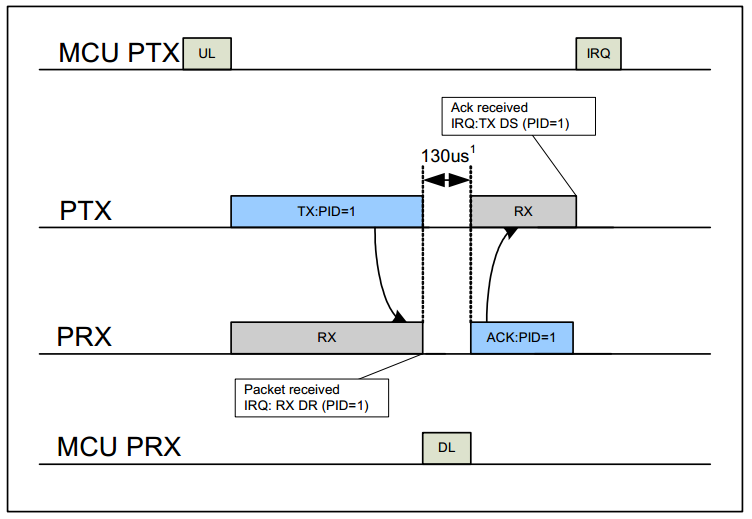 MCU PTX
UL
IRQ
Ack received
IRQ:TX DS (PID=1)
130us1
PTX
TX:PID=1
RX
PRX
RX
ACK:PID=1
Packet received
IRQ: RX DR (PID=1)
MCU PRX
DL